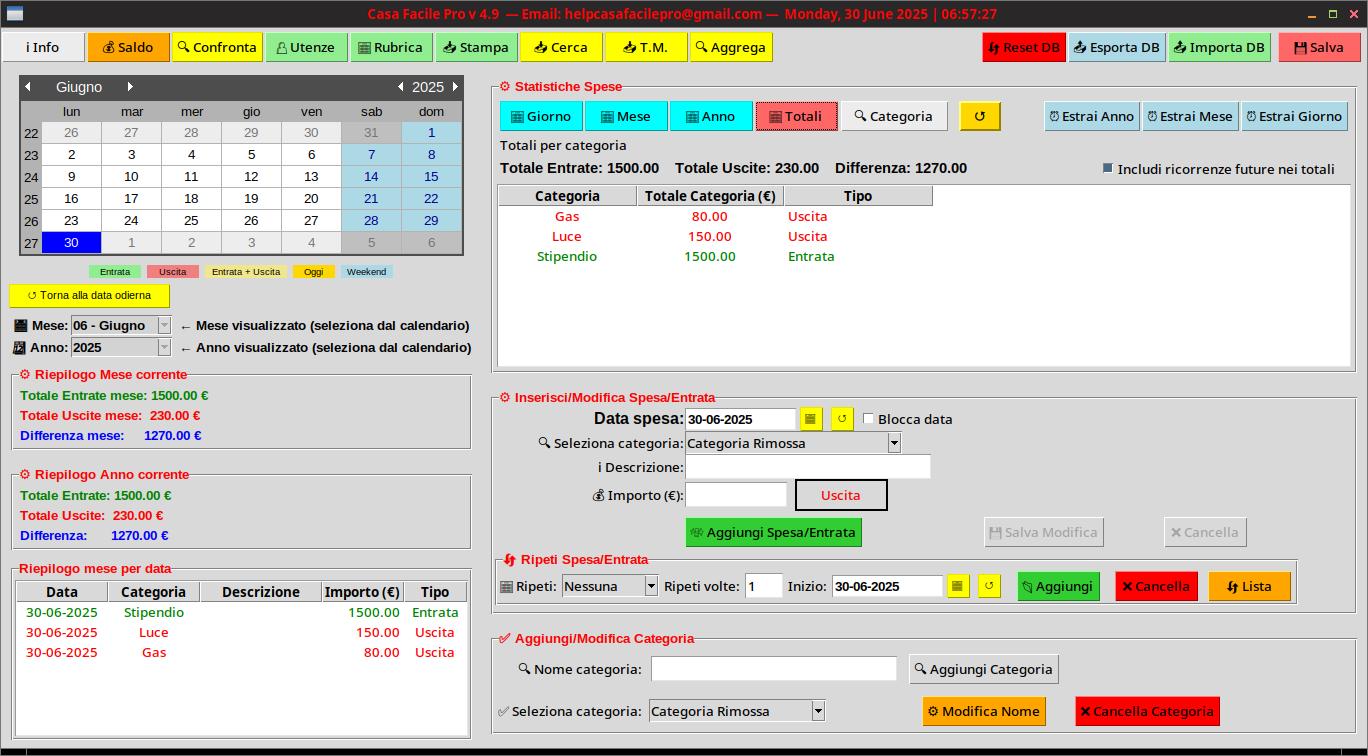 Casa Facile Pro v 4.9 — Email: helpcasafacilepro@gmail.com — Monday, 30 June 2025 | 06:57:27
i Info
Saldo
Confronta
Utenze
Rubrica
Stampa
Cerca
T.M.
Aggrega
Reset DB
Esporta DB
Importa DB
Salva
Giugno 2025
lun mar mer gio ven sab dom
22 26 27 28 29 30 31 1
23 2 3 4 5 6 7 8
24 9 10 11 12 13 14 15
25 16 17 18 19 20 21 22
26 23 24 25 26 27 28 29
27 30 1 2 3 4 5 6
Entrata Uscita Entrata + Uscita Oggi Weekend
↺ Torna alla data odierna
Mese: 06 - Giugno ← Mese visualizzato (seleziona dal calendario)
Anno: 2025 ← Anno visualizzato (seleziona dal calendario)
Riepilogo Mese corrente
Totale Entrate mese: 1500.00 €
Totale Uscite mese: 230.00 €
Differenza mese: 1270.00 €
Riepilogo Anno corrente
Totale Entrate: 1500.00 €
Totale Uscite: 230.00 €
Differenza: 1270.00 €
Riepilogo mese per data
Data Categoria Descrizione Importo (€) Tipo
30-06-2025 Stipendio 1500.00 Entrata
30-06-2025 Luce 150.00 Uscita
30-06-2025 Gas 80.00 Uscita
Statistiche Spese
Giorno
Mese
Anno
Totali
Categoria
↺
Estrai Anno
Estrai Mese
Estrai Giorno
Totali per categoria
Totale Entrate: 1500.00 Totale Uscite: 230.00 Differenza: 1270.00
Includi ricorrenze future nei totali
Categoria Totale Categoria (€) Tipo
Gas 80.00 Uscita
Luce 150.00 Uscita
Stipendio 1500.00 Entrata
Inserisci/Modifica Spesa/Entrata
Data spesa: 30-06-2025 ↺ Blocca data
Seleziona categoria: Categoria Rimossa
i Descrizione:
Importo (€): Uscita
Aggiungi Spesa/Entrata
Salva Modifica
Cancella
Ripeti Spesa/Entrata
Ripeti: Nessuna Ripeti volte: 1 Inizio: 30-06-2025 ↺ Aggiungi Cancella Lista
Aggiungi/Modifica Categoria
Nome categoria: Aggiungi Categoria
Seleziona categoria: Categoria Rimossa Modifica Nome Cancella Categoria